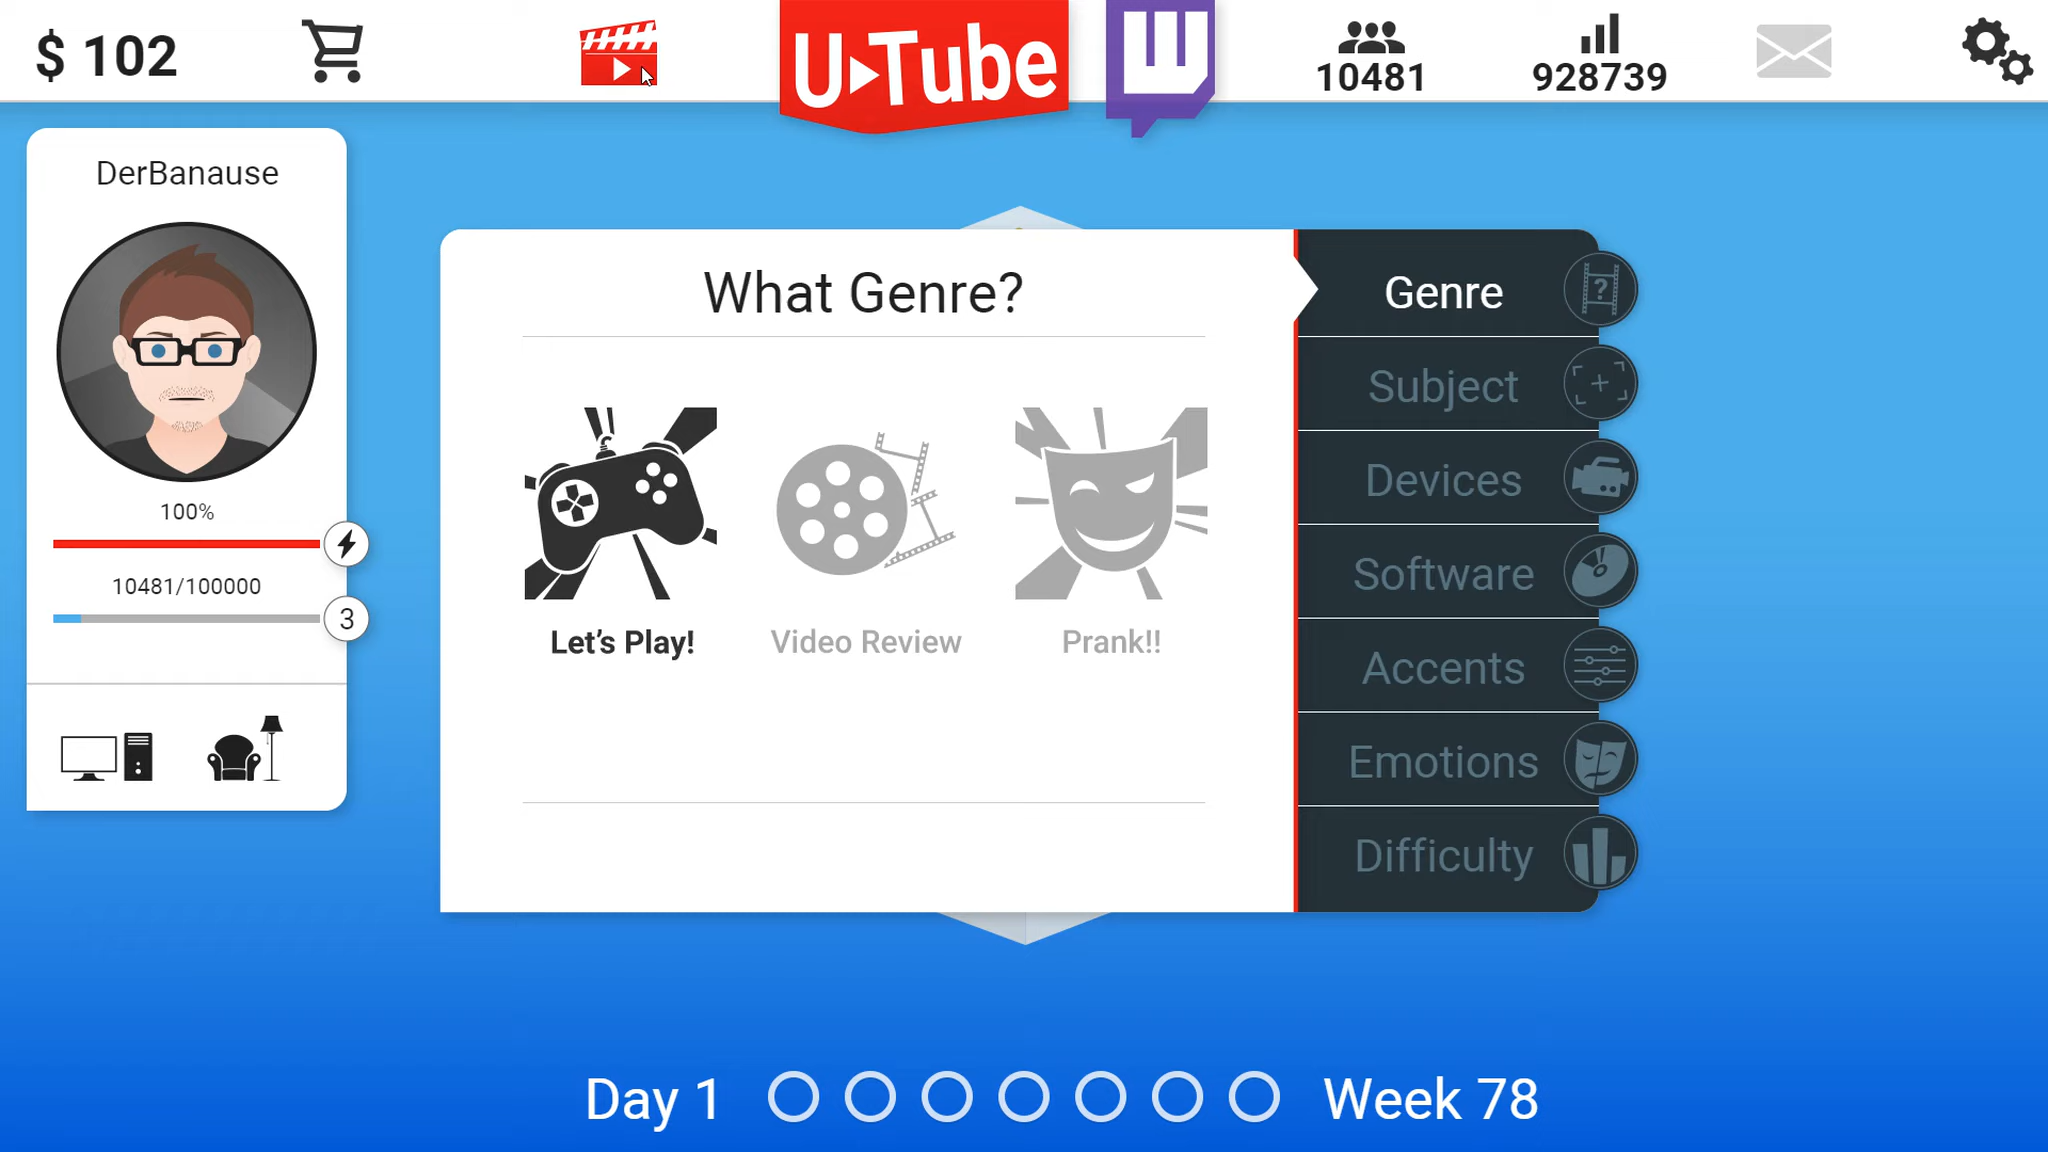 $ 102
U Tube
10481
928739
DerBanause
100%
10481/100000
3
What Genre?
Let's Play!
Video Review
Prank!!
Genre
?
Subject
Devices
Software
Accents
Emotions
Difficulty
Day 1
Week 78